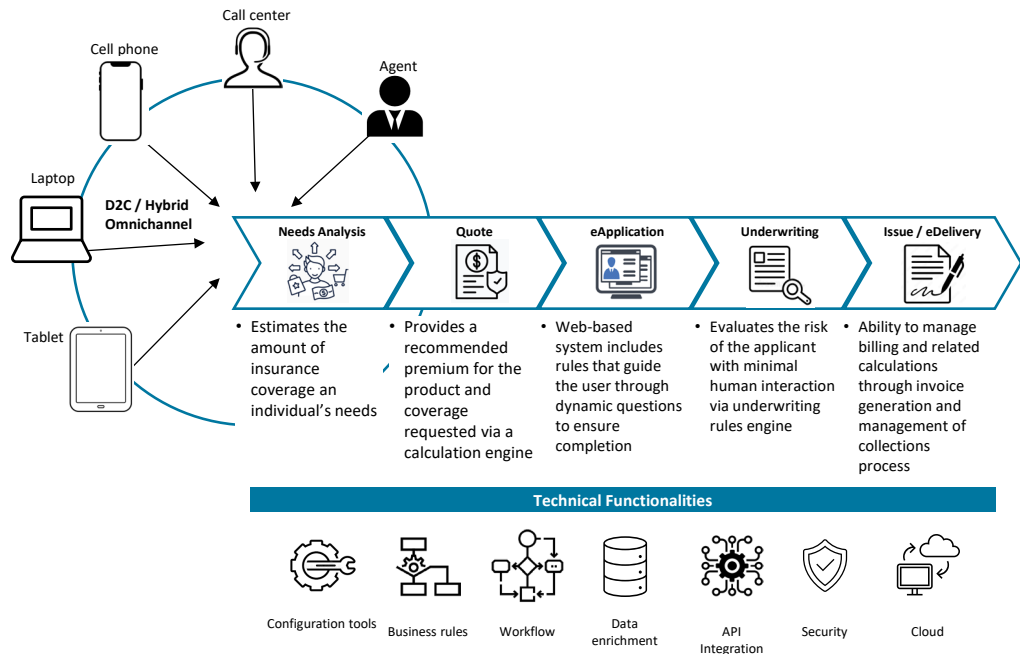 Call center
Cell phone
Agent
Laptop
D2C / Hybrid
Omnichannel
Tablet
Needs Analysis
Quote
eApplication
Underwriting
Issue / eDelivery
• Estimates the
amount of
insurance
coverage an
individual's needs
• Provides a
recommended
premium for the
product and
coverage
requested via a
calculation engine
• Web-based
system includes
rules that guide
the user through
dynamic questions
to ensure
completion
• Evaluates the risk
of the applicant
with minimal
human interaction
via underwriting
rules engine
• Ability to manage
billing and related
calculations
through invoice
generation and
management of
collections
process
Technical Functionalities
Configuration tools
Business rules
Workflow
Data
enrichment
API
Integration
Security
Cloud